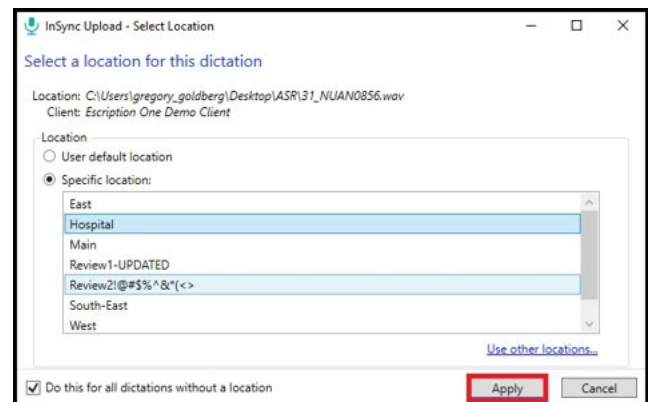 InSync Upload - Select Location
Select a location for this dictation
Location: C:\Users\gregory_goldberg\Desktop\ASR\31_NUAN0856.wav
Client: Escription One Demo Client
Location
User default location
Specific location:
East
Hospital
Main
Review1-UPDATED
Review2!@#$%^&*(<>
South-East
West
Use other locations...
Do this for all dictations without a location
Apply Cancel